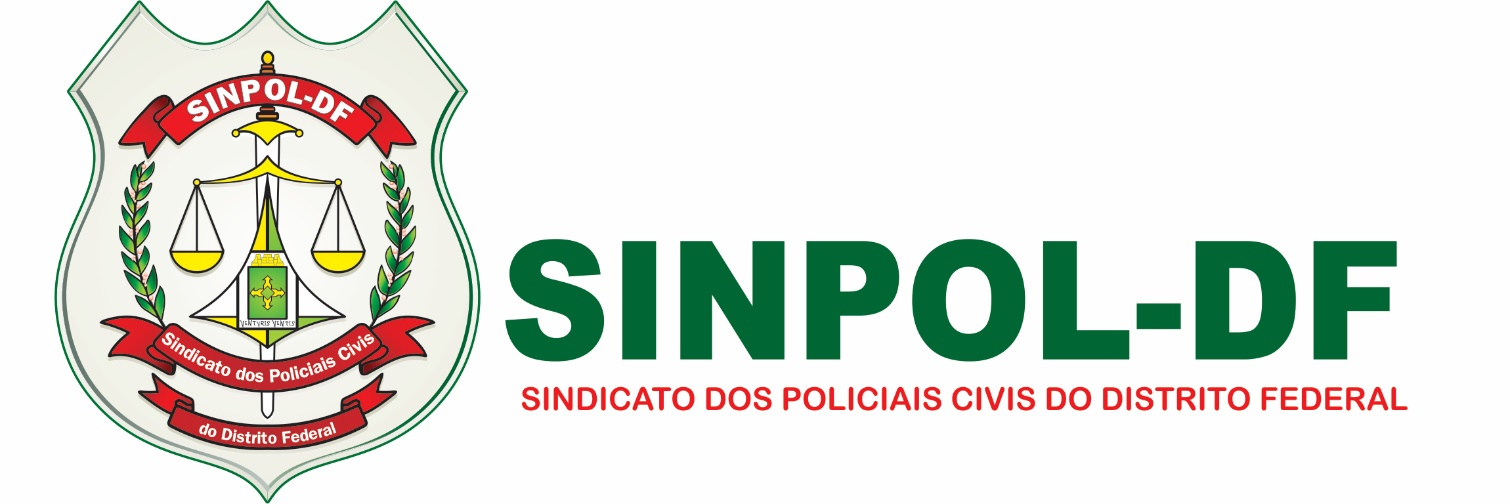 SINPOL-DF
VENTVRIS VENTIS
Sindicato dos Policiais Civis
do Distrito Federal
SINPOL-DF
SINDICATO DOS POLICIAIS CIVIS DO DISTRITO FEDERAL